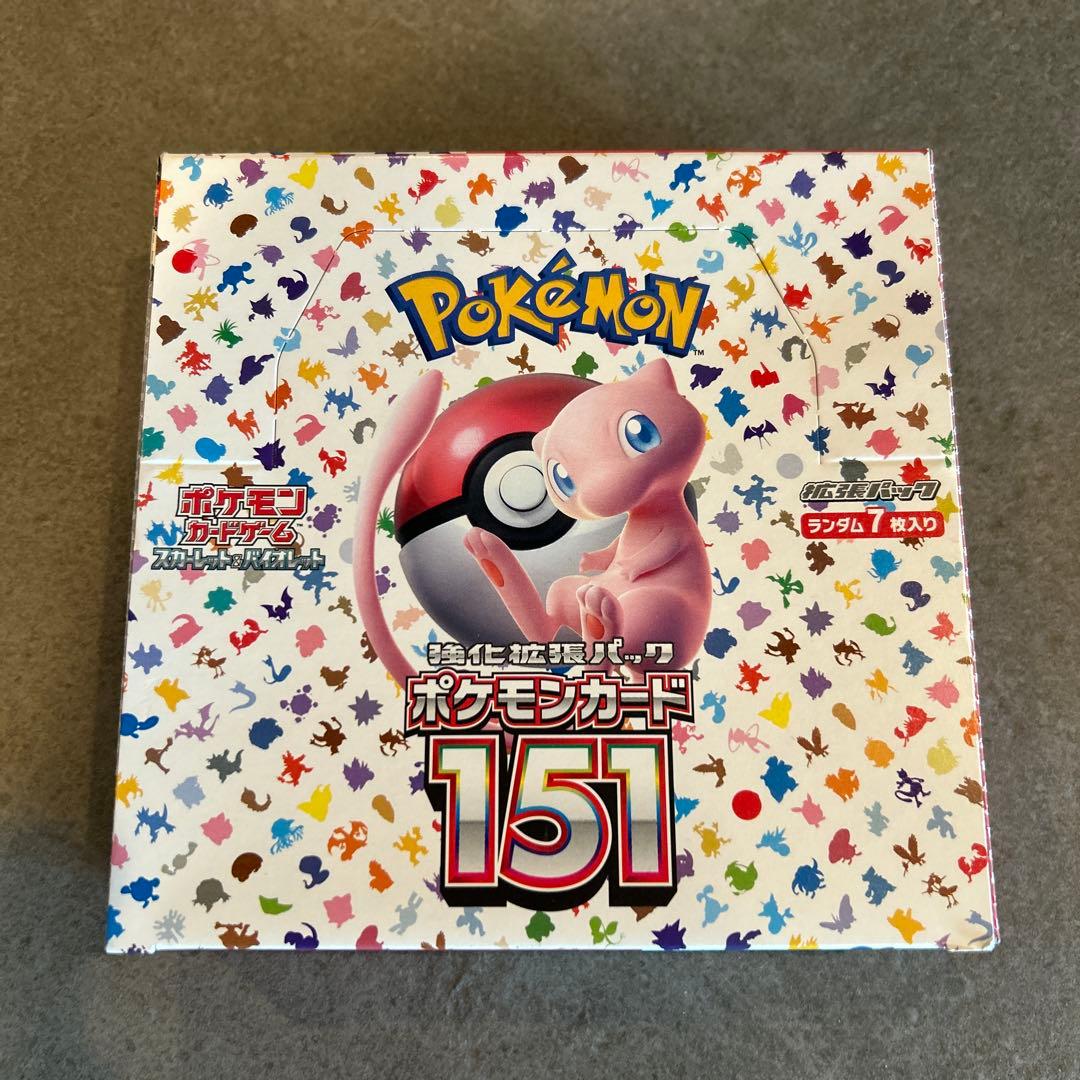 POKéMON
TM
ポケモン
カードゲーム
スカーレット&バイオレット
拡張パック
ランダム7枚入り
強化拡張パック
ポケモンカード
151